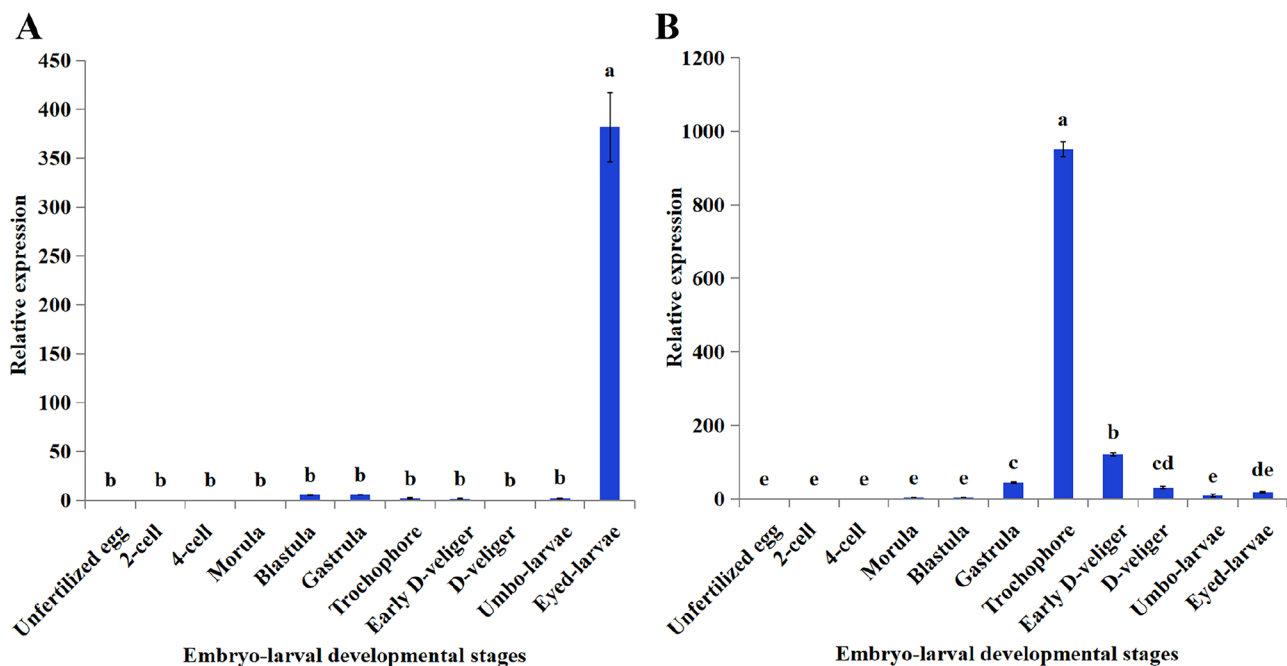 A
450
400
350
300
250
200
150
100
50
0
Relative expression
b b b b b b b b b b a
Unfertilized egg
2-cell
4-cell
Morula
Blastula
Gastrula
Trochophore
Early D-veliger
D-veliger
Umbo-larvae
Eyed-larvae
Embryo-larval developmental stages
B
1200
1000
800
600
400
200
0
Relative expression
e e e e e c a b cd e de
Unfertilized egg
2-cell
4-cell
Morula
Blastula
Gastrula
Trochophore
Early D-veliger
D-veliger
Umbo-larvae
Eyed-larvae
Embryo-larval developmental stages